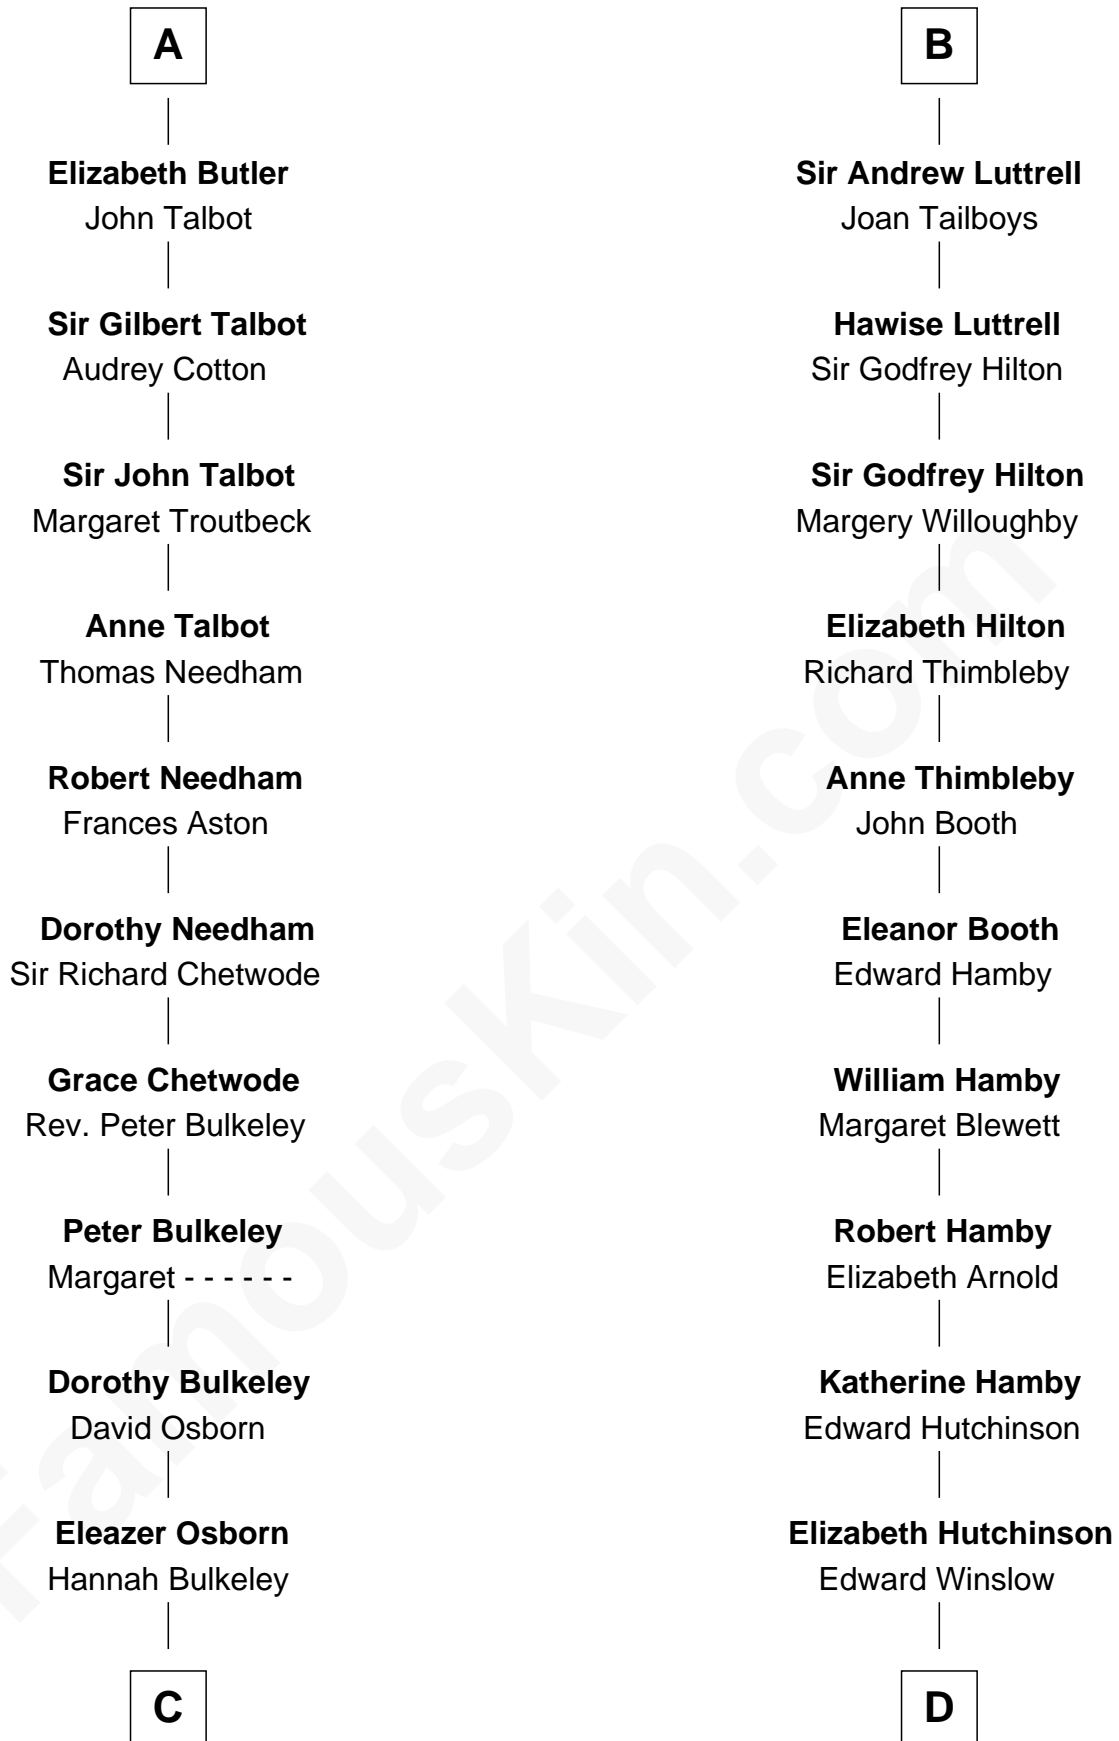 A
Elizabeth Butler
John Talbot
Sir Gilbert Talbot
Audrey Cotton
Sir John Talbot
Margaret Troutbeck
Anne Talbot
Thomas Needham
Robert Needham
Frances Aston
Dorothy Needham
Sir Richard Chetwode
Grace Chetwode
Rev. Peter Bulkeley
Peter Bulkeley
Margaret - - - - - -
Dorothy Bulkeley
David Osborn
Eleazer Osborn
Hannah Bulkeley
C
B
Sir Andrew Luttrell
Joan Tailboys
Hawise Luttrell
Sir Godfrey Hilton
Sir Godfrey Hilton
Margery Willoughby
Elizabeth Hilton
Richard Thimbleby
Anne Thimbleby
John Booth
Eleanor Booth
Edward Hamby
William Hamby
Margaret Blewett
Robert Hamby
Elizabeth Arnold
Katherine Hamby
Edward Hutchinson
Elizabeth Hutchinson
Edward Winslow
D
FamousKin.com